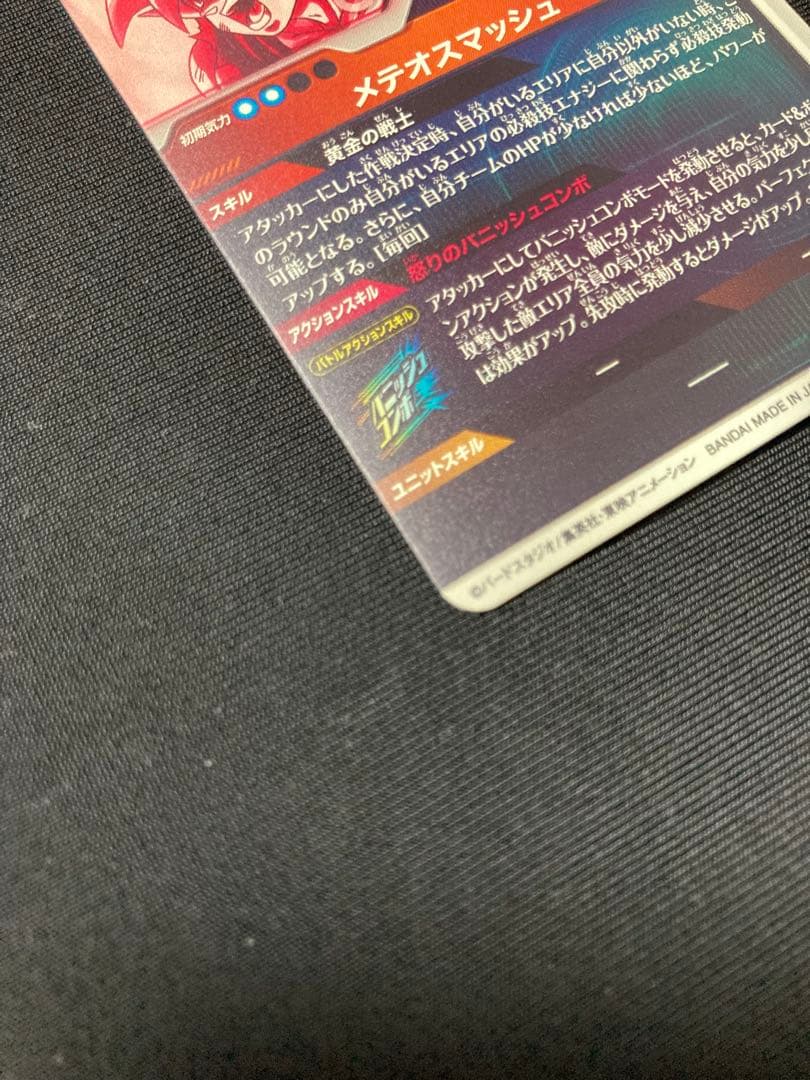 メテオスマッシュ
初期気力
スキル
黄金の戦士
アタッカーにした作戦決定時、自分がいるエリアに自分以外がいない時、こ
のラウンドのみ自分がいるエリアの必殺技エナジーに関わらず必殺技発動
可能となる。さらに、自分チームのHPが少なければ少ないほど、パワーが
アップする。[毎回]
アクションスキル
怒りのバニッシュコンボ
バトルアクションスキル
バニッシュ
コンボ
アタッカーにしてバニッシュコンボモードを発動させると、カード&ボ
ンアクションが発生し、敵にダメージを与え、自分の気力を少し
攻撃した敵エリア全員の気力を少し減少させる。パーフェ
は効果がアップ。先攻時に発動するとダメージがアップ
ユニットスキル
©バードスタジオ/集英社・東映アニメーション BANDAI MADE IN J